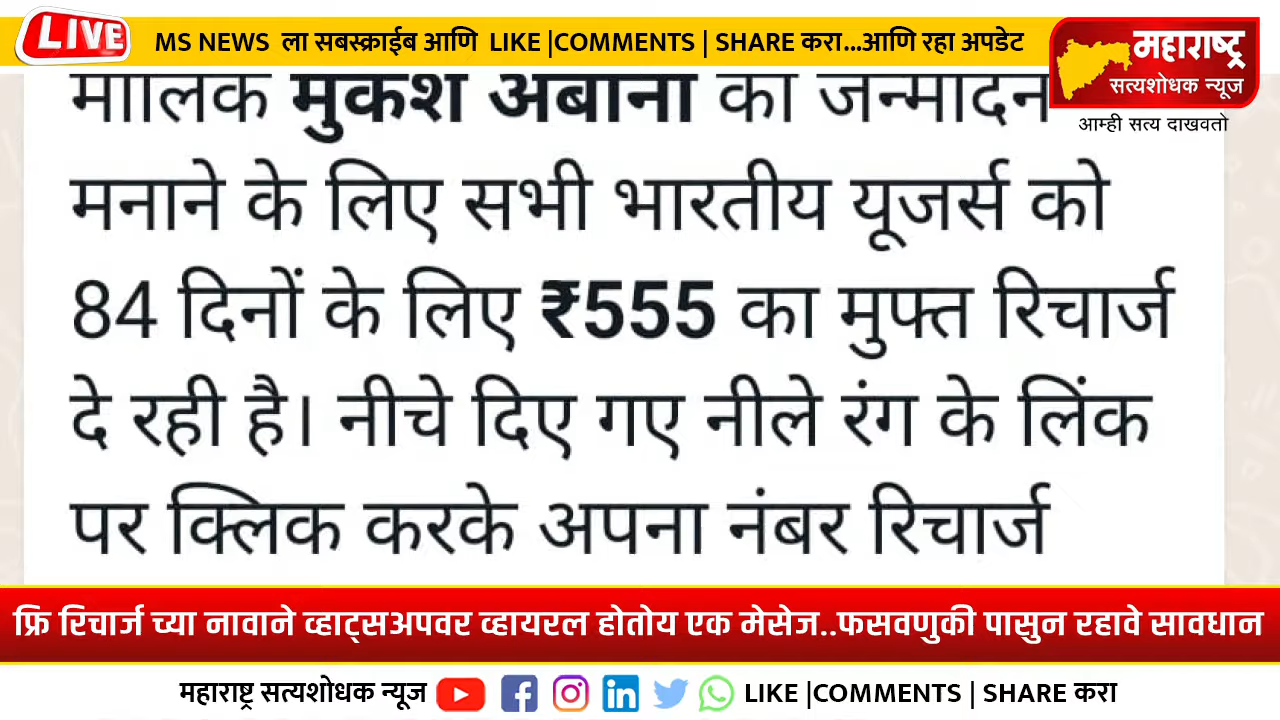 LIVE
MS NEWS ला सबस्क्राईब आणि LIKE |COMMENTS | SHARE करा...आणि रहा अपडेट
महाराष्ट्र
सत्यशोधक न्यूज
आम्ही सत्य दाखवतो
मालिक मुकेश अंबानी का जन्मदिन
मनाने के लिए सभी भारतीय यूजर्स को
84 दिनों के लिए ₹555 का मुफ्त रिचार्ज
दे रही है। नीचे दिए गए नीले रंग के लिंक
पर क्लिक करके अपना नंबर रिचार्ज
फ्रि रिचार्ज च्या नावाने व्हाट्सअपवर व्हायरल होतोय एक मेसेज..फसवणुकी पासुन रहावे सावधान
महाराष्ट्र सत्यशोधक न्यूज LIKE |COMMENTS | SHARE करा